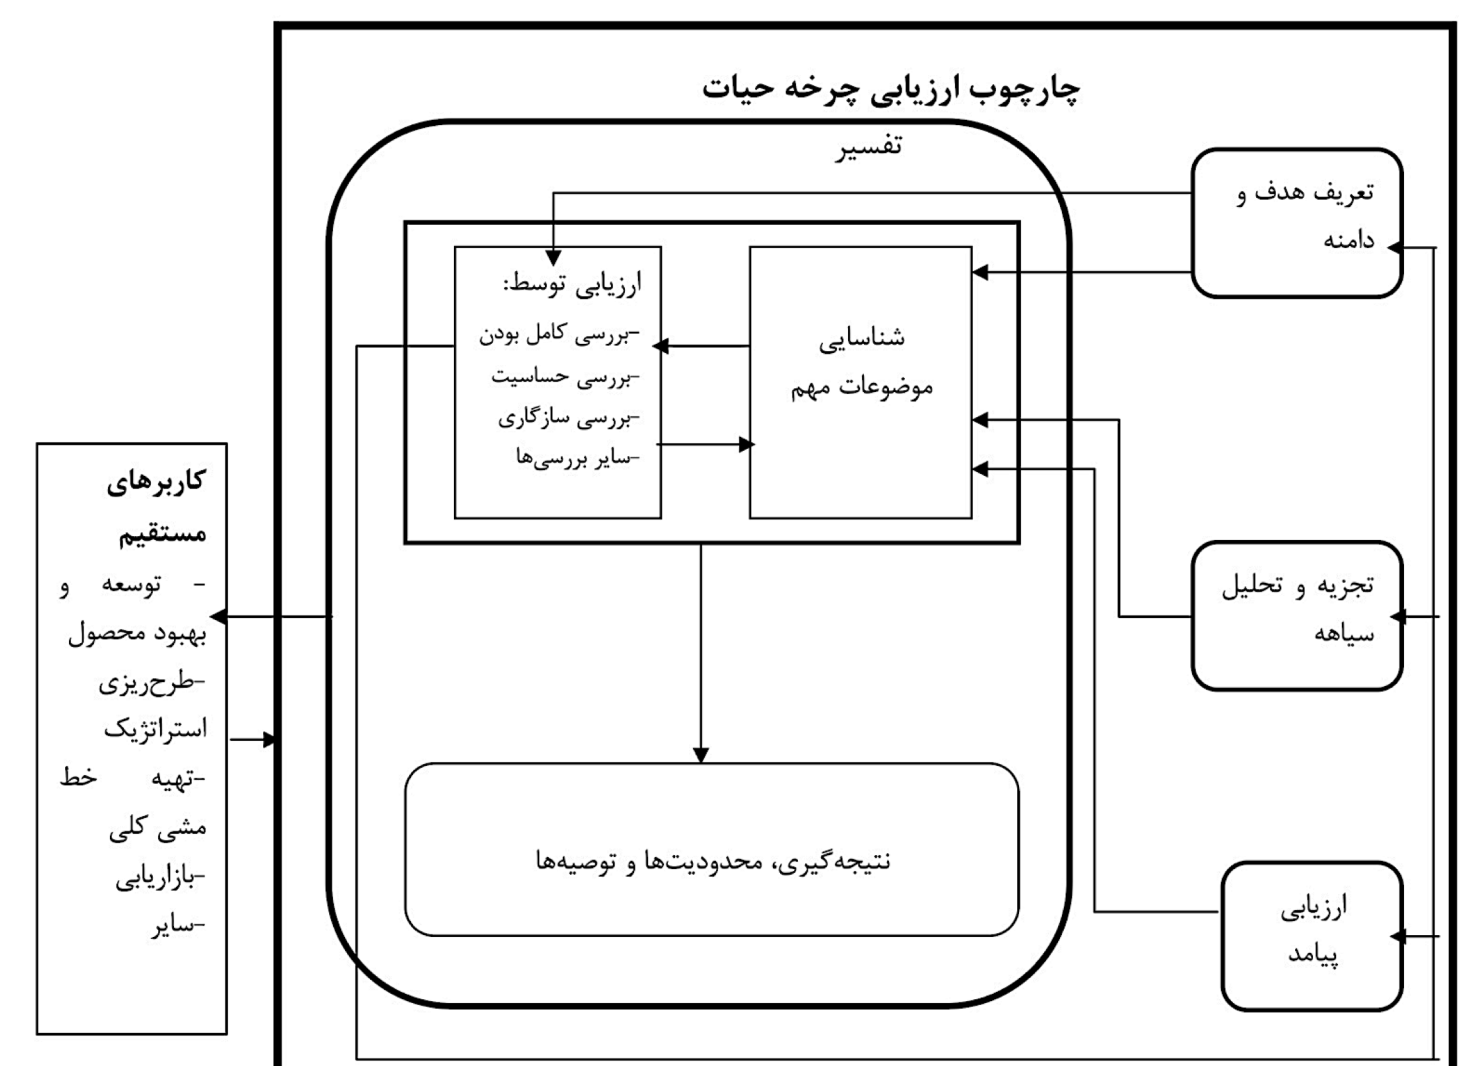 چارچوب ارزیابی چرخه حیات
تفسیر
تعریف هدف و
دامنه
شناسایی
موضوعات مهم
ارزیابی توسط:
-بررسی کامل بودن
-بررسی حساسیت
-بررسی سازگاری
-سایر بررسی‌ها
تجزیه و تحلیل
سیاهه
ارزیابی
پیامد
نتیجه‌گیری، محدودیت‌ها و توصیه‌ها
کاربرهای
مستقیم
- توسعه و
بهبود محصول
-طرح‌ریزی
استراتژیک
-تهیه خط
مشی کلی
-بازاریابی
-سایر